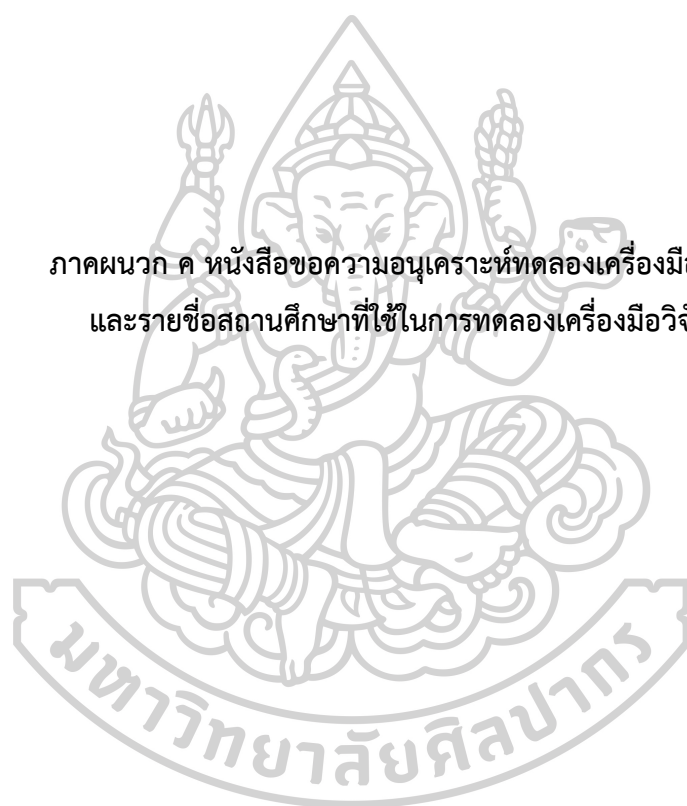 ภาคผนวก ค หนังสือขอความอนุเคราะห์ทดลองเครื่องมือ
และรายชื่อสถานศึกษาที่ใช้ในการทดลองเครื่องมือวิจั
มหาวิทยาลัยศิลปากร